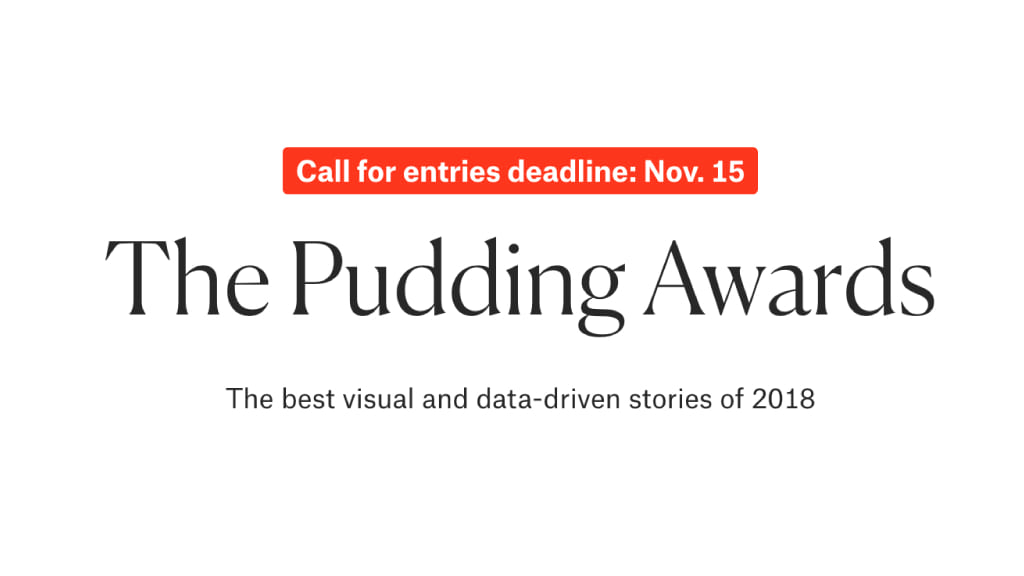 Call for entries deadline: Nov. 15
The Pudding Awards
The best visual and data-driven stories of 2018